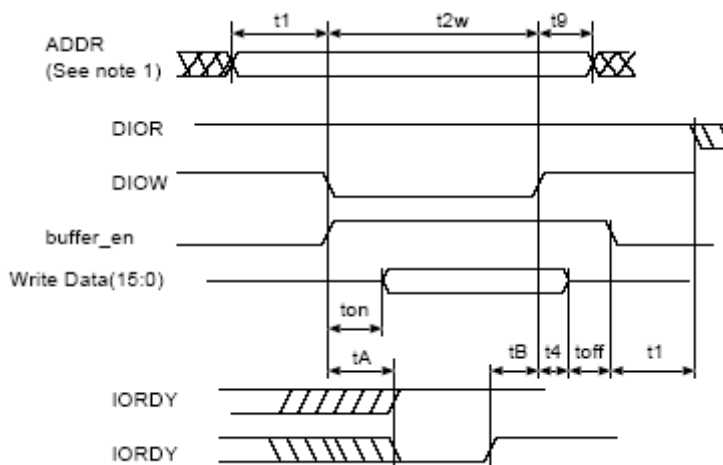 t1 t2w t9
ADDR
(See note 1)
DIOR
DIOW
buffer_en
Write Data(15:0)
ton
tA tB t4 toff t1
IORDY
IORDY